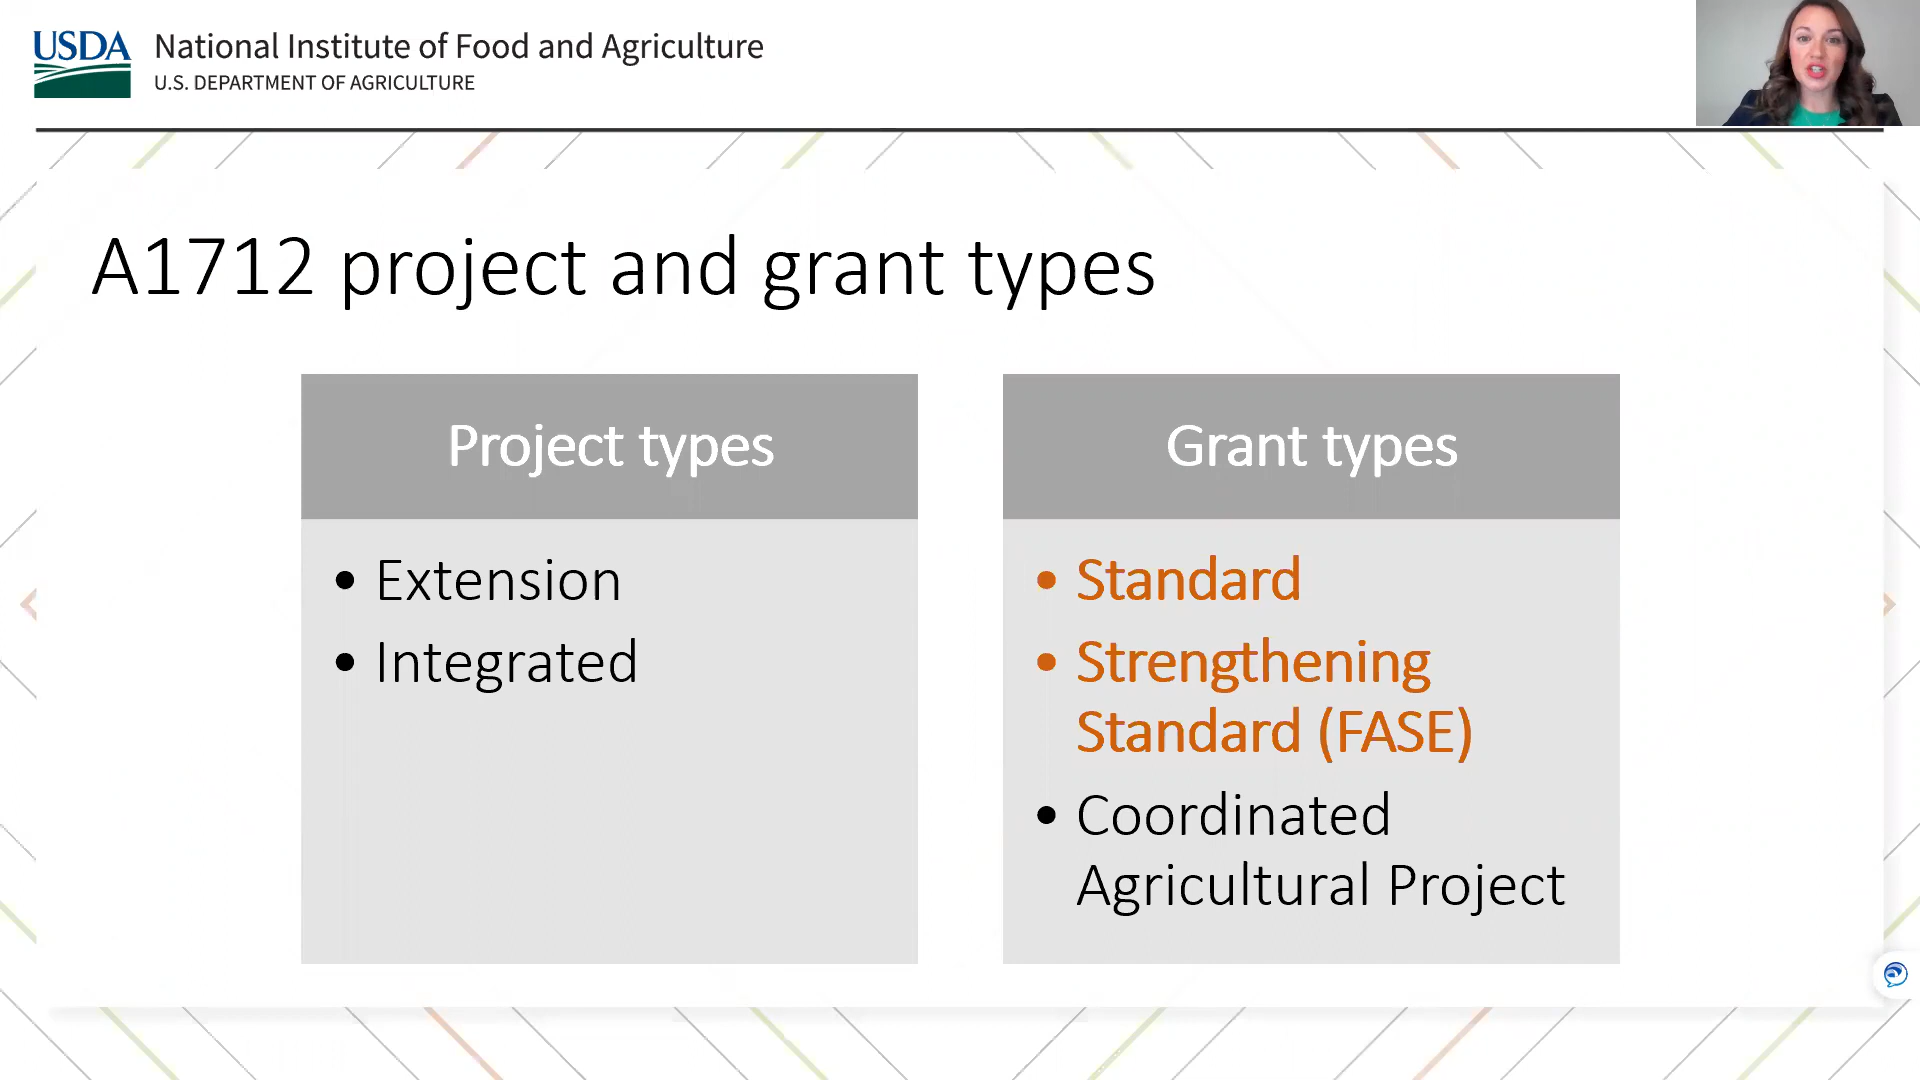 USDA
National Institute of Food and Agriculture
U.S. DEPARTMENT OF AGRICULTURE
A1712 project and grant types
Project types
• Extension
• Integrated
Grant types
• Standard
• Strengthening
Standard (FASE)
• Coordinated
Agricultural Project